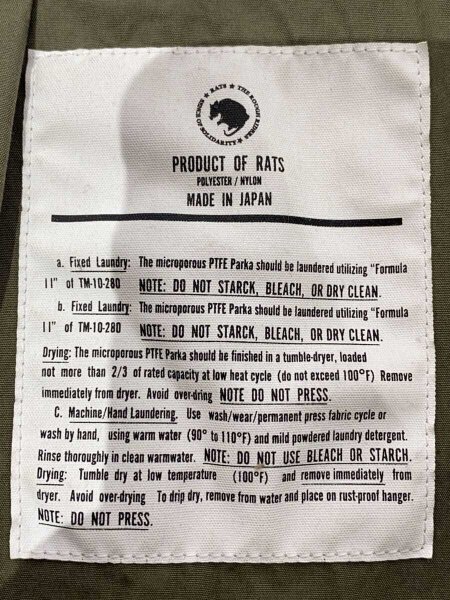 ★ RATS ★ THE ROUGH RIDERS
KINGS OF SOLIDARITY
PRODUCT OF RATS
POLYESTER / NYLON
MADE IN JAPAN
a. Fixed Laundry: The microporous PTFE Parka should be laundered utilizing "Formula
II" of TM-10-280 NOTE: DO NOT STARCK, BLEACH, OR DRY CLEAN.
b. Fixed Laundry: The microporous PTFE Parka should be laundered utilizing "Formula
II" of TM-10-280 NOTE: DO NOT STARCK, BLEACH, OR DRY CLEAN.
Drying: The microporous PTFE Parka should be finished in a tumble-dryer, loaded
not more than 2/3 of rated capacity at low heat cycle (do not exceed 100°F) Remove
immediately from dryer. Avoid over-dring NOTE DO NOT PRESS.
C. Machine/Hand Laundering. Use wash/wear/permanent press fabric cycle or
wash by hand, using warm water (90° to 110°F) and mild powdered laundry detergent.
Rinse thoroughly in clean warmwater. NOTE: DO NOT USE BLEACH OR STARCH.
Drying: Tumble dry at low temperature (100°F) and remove immediately from
dryer. Avoid over-drying To drip dry, remove from water and place on rust-proof hanger.
NOTE: DO NOT PRESS.